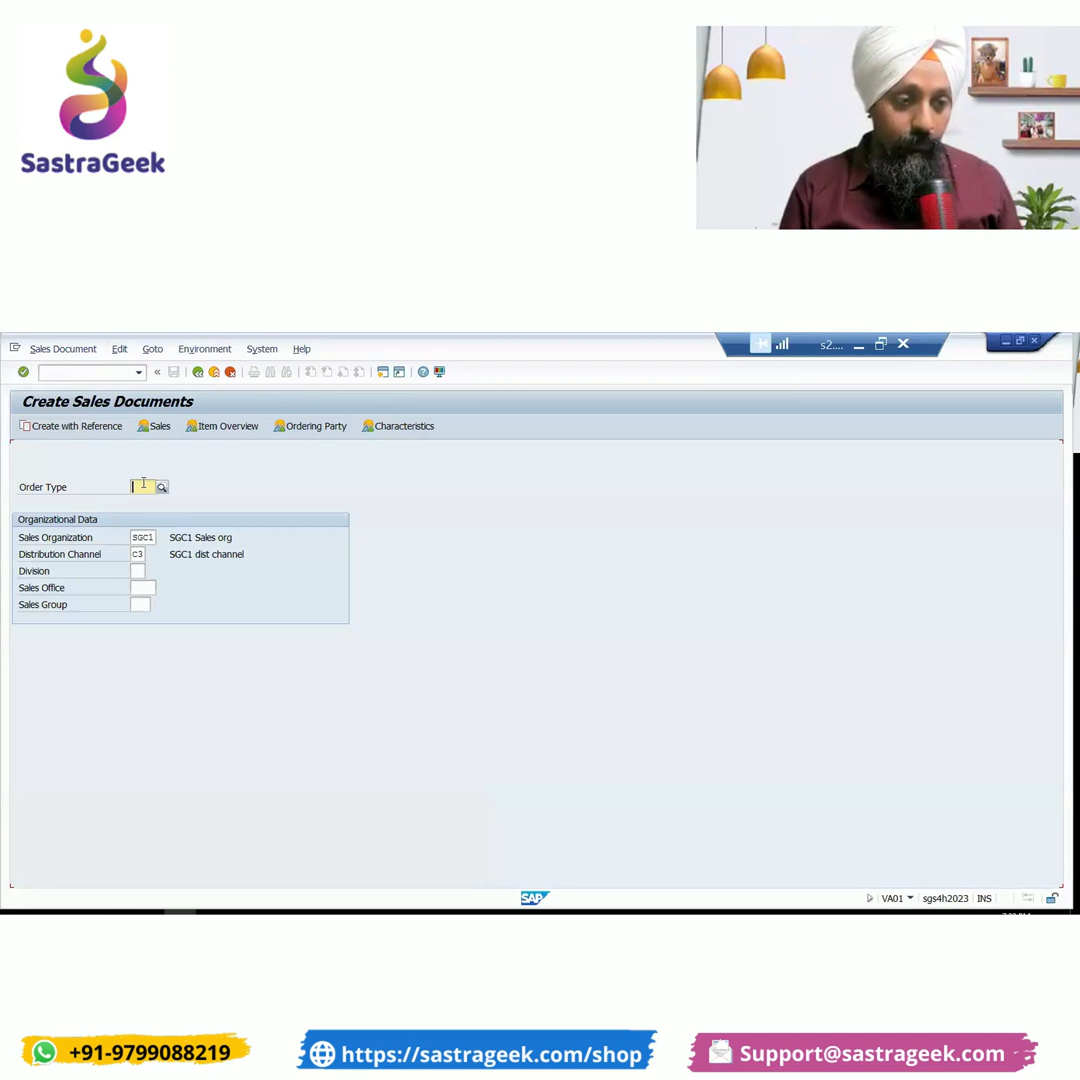 SastraGeek
Sales Document Edit Goto Environment System Help
s2....
Create Sales Documents
Create with Reference Sales Item Overview Ordering Party Characteristics
Order Type
Organizational Data
Sales Organization SGC1 SGC1 Sales org
Distribution Channel C3 SGC1 dist channel
Division
Sales Office
Sales Group
SAP
VA01 sgs4h2023 INS
+91-9799088219 https://sastrageek.com/shop Support@sastrageek.com